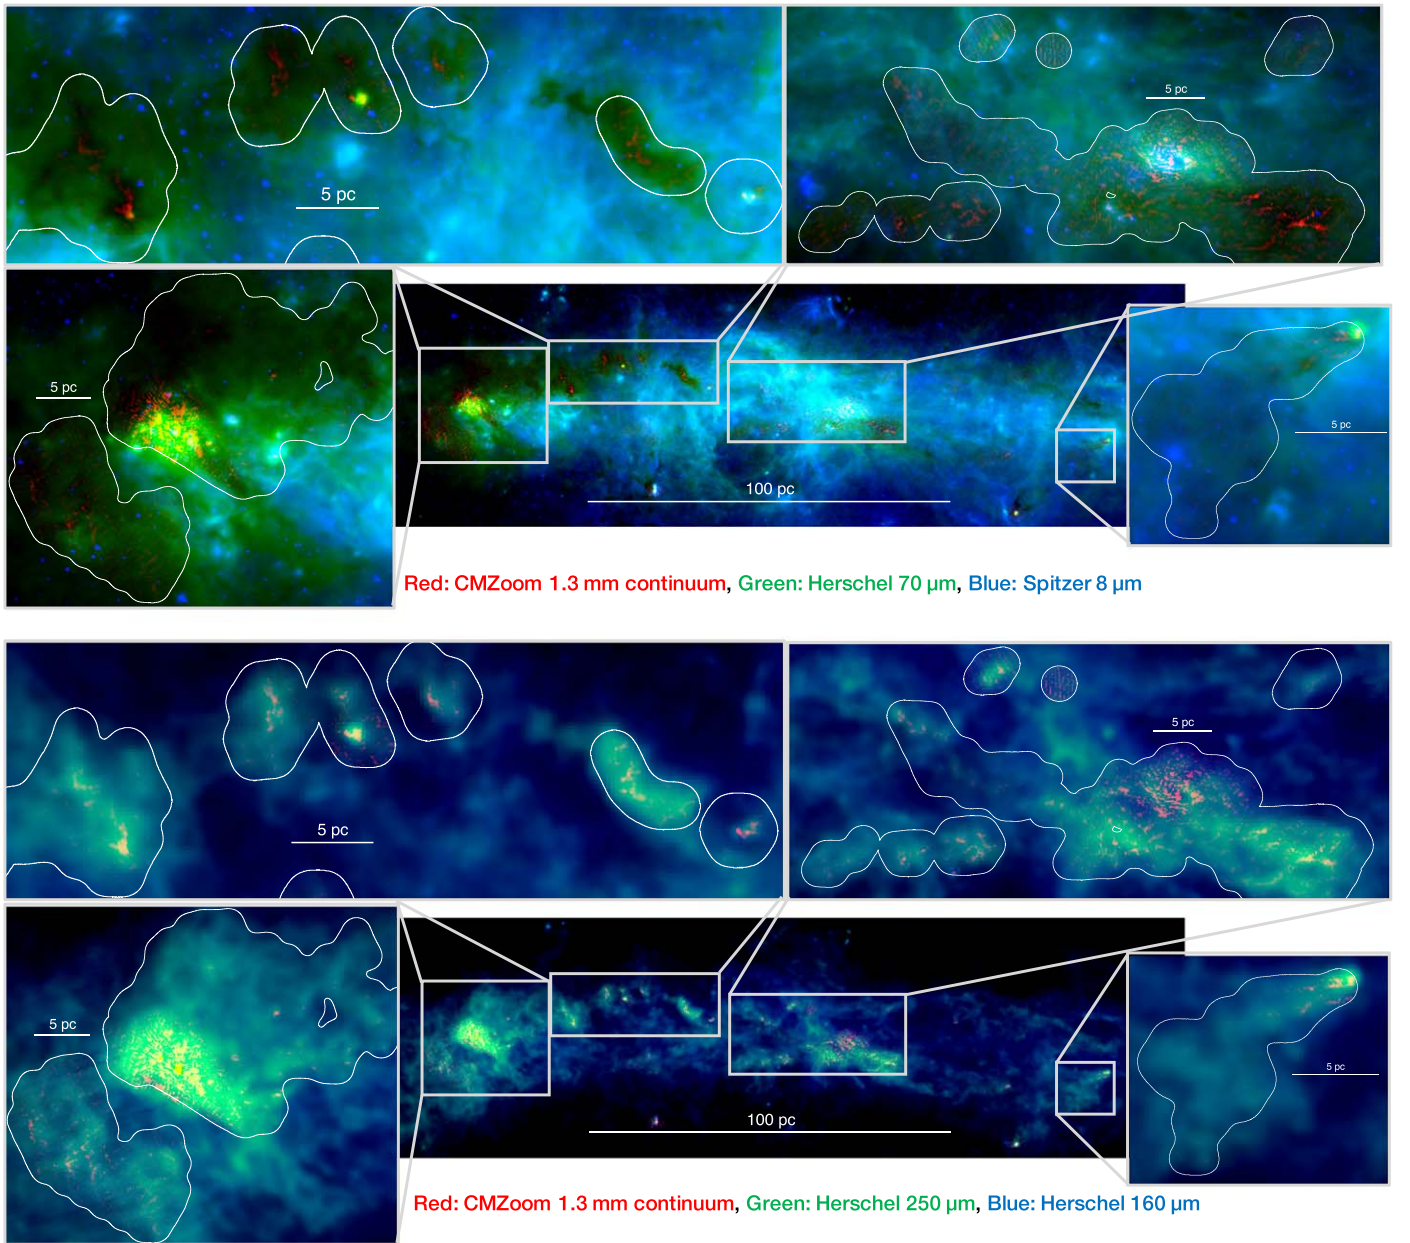 5 pc
5 pc
5 pc
5 pc
100 pc
Red: CMZoom 1.3 mm continuum, Green: Herschel 70 µm, Blue: Spitzer 8 µm
5 pc
5 pc
5 pc
5 pc
100 pc
Red: CMZoom 1.3 mm continuum, Green: Herschel 250 µm, Blue: Herschel 160 µm